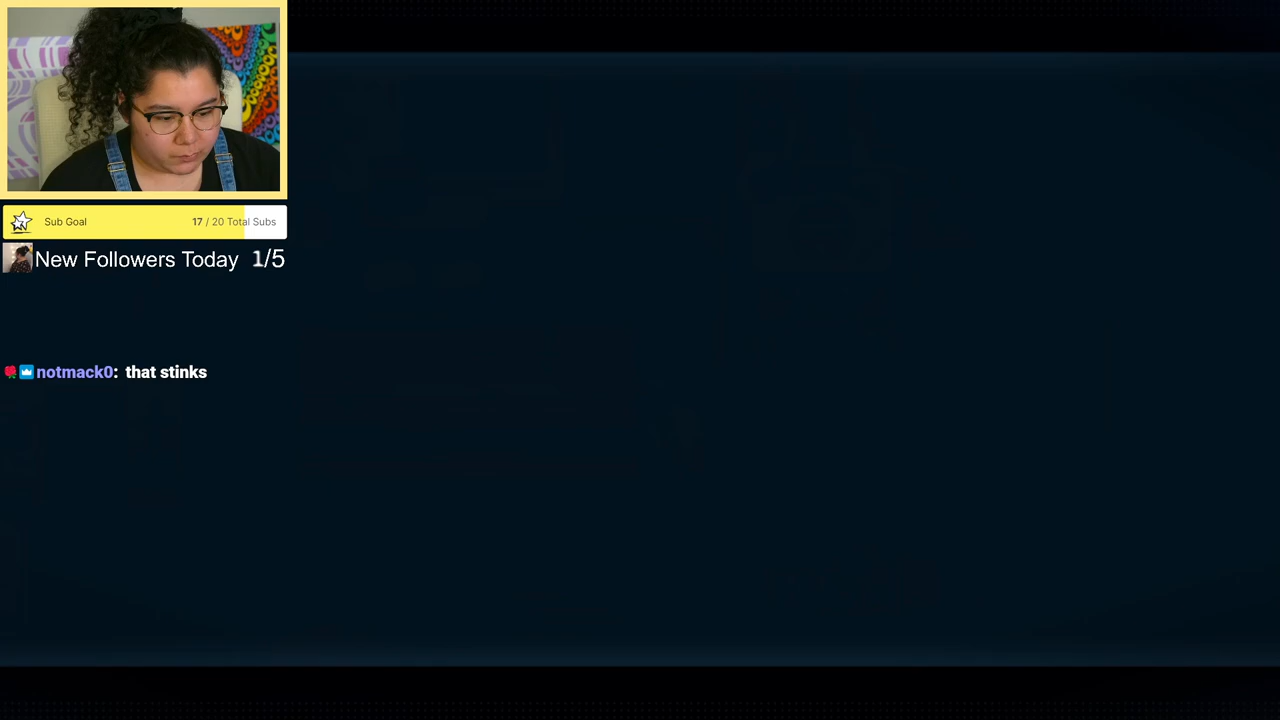 Sub Goal 17 / 20 Total Subs
New Followers Today 1/5
notmack0: that stinks